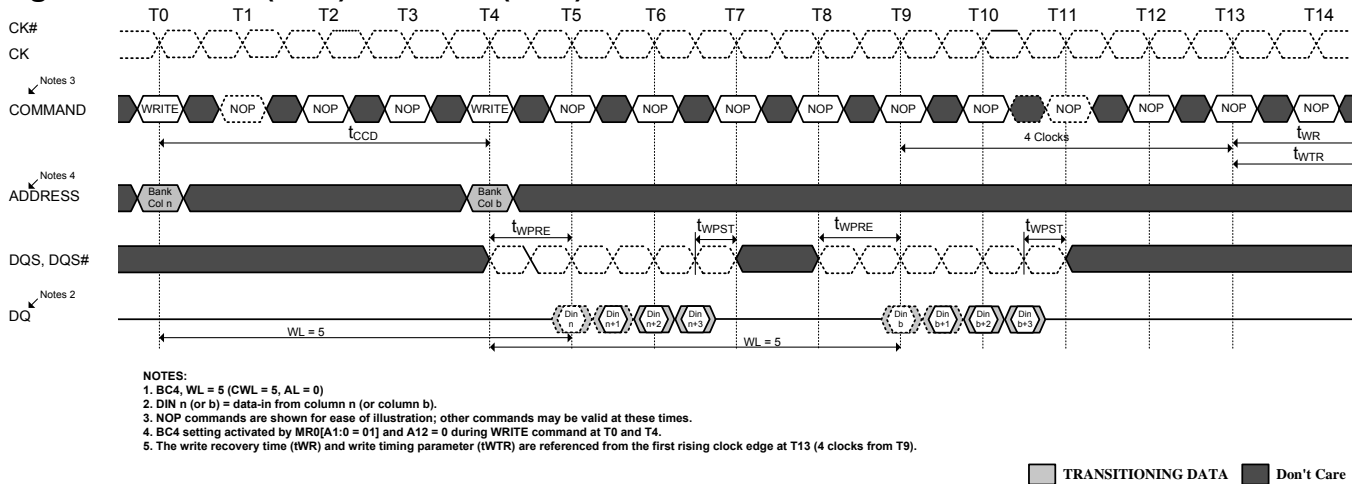 T0 T1 T2 T3 T4 T5 T6 T7 T8 T9 T10 T11 T12 T13 T14
CK#
CK
Notes 3
COMMAND
WRITE NOP NOP NOP WRITE NOP NOP NOP NOP NOP NOP NOP NOP NOP NOP
tCCD
4 Clocks
tWR
tWTR
Notes 4
ADDRESS
Bank
Col n
Bank
Col b
tWPRE
tWPST
tWPRE
tWPST
DQS, DQS#
Notes 2
DQ
Din
n
Din
n+1
Din
n+2
Din
n+3
Din
b
Din
b+1
Din
b+2
Din
b+3
WL = 5
WL = 5
NOTES:
1. BC4, WL = 5 (CWL = 5, AL = 0)
2. DIN n (or b) = data-in from column n (or column b).
3. NOP commands are shown for ease of illustration; other commands may be valid at these times.
4. BC4 setting activated by MR0[A1:0 = 01] and A12 = 0 during WRITE command at T0 and T4.
5. The write recovery time (tWR) and write timing parameter (tWTR) are referenced from the first rising clock edge at T13 (4 clocks from T9).
TRANSITIONING DATA
Don't Care